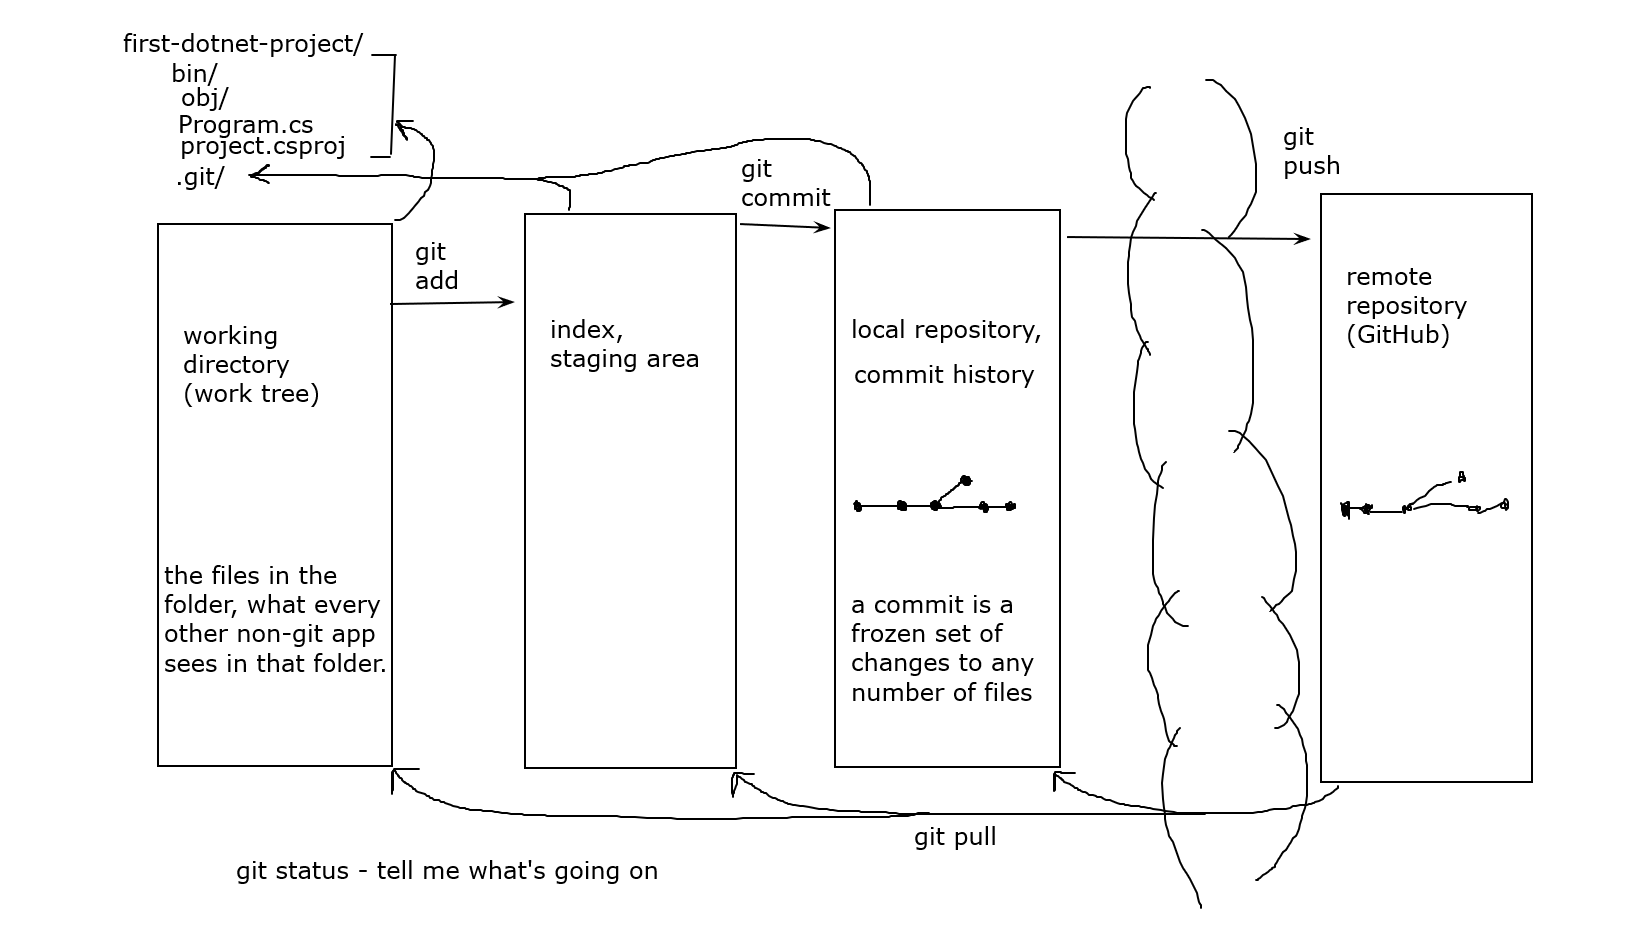 first-dotnet-project/
bin/
obj/
Program.cs
project.csproj
.git/
git
add
git
commit
git
push
working
directory
(work tree)
the files in the
folder, what every
other non-git app
sees in that folder.
index,
staging area
local repository,
commit history
a commit is a
frozen set of
changes to any
number of files
remote
repository
(GitHub)
git pull
git status - tell me what's going on